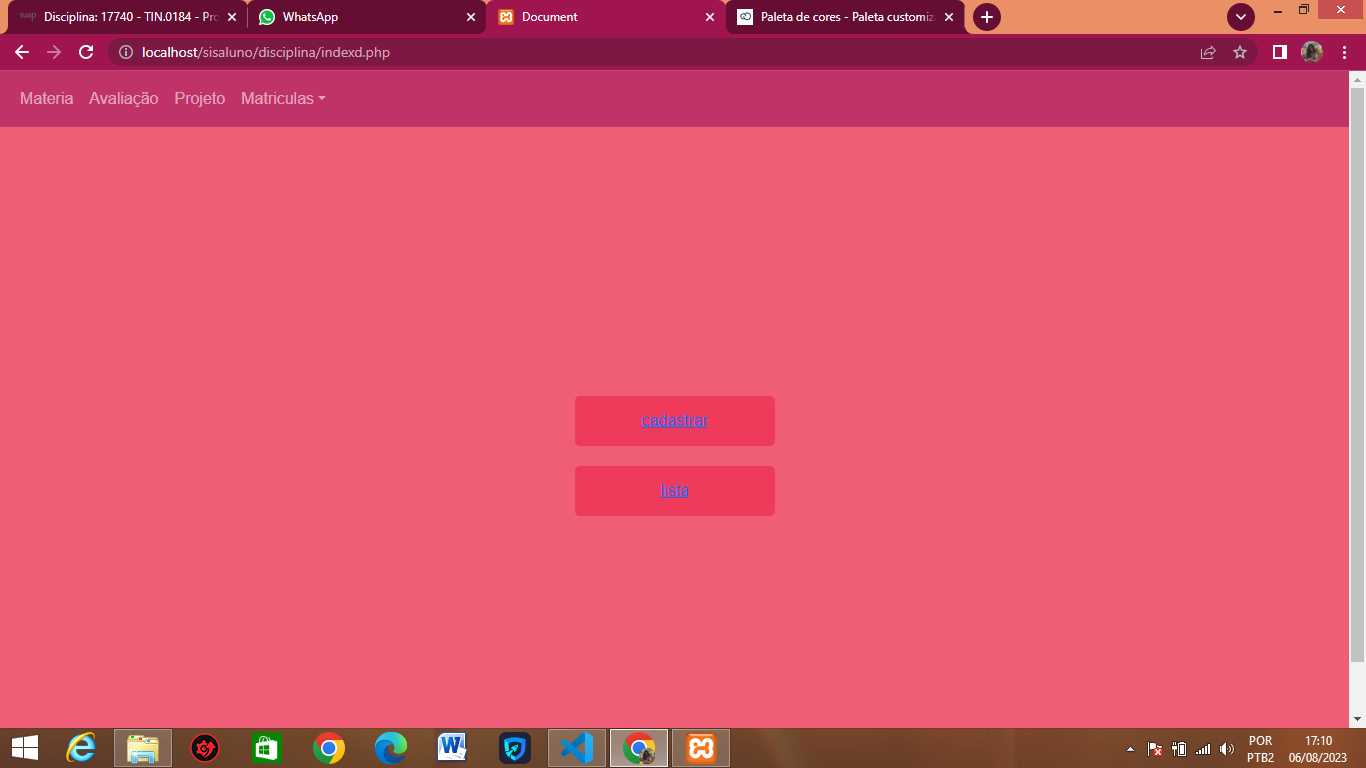 suap Disciplina: 17740 - TIN.0184 - Pro
WhatsApp
Document
Paleta de cores - Paleta customiz
localhost/sisaluno/disciplina/indexd.php
Materia Avaliação Projeto Matriculas
cadastrar
lista
POR 17:10
PTB2 06/08/2023